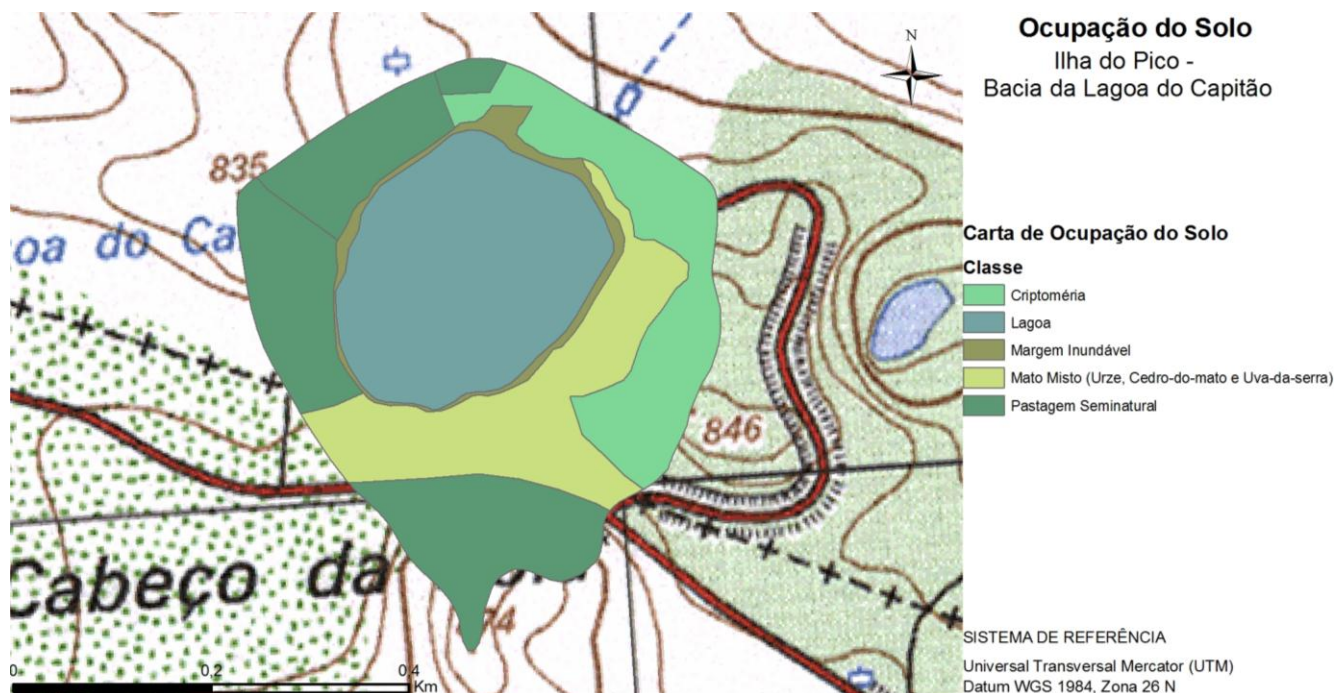 Ocupação do Solo
Ilha do Pico -
Bacia da Lagoa do Capitão
N
835
oa do Ca
Carta de Ocupação do Solo
Classe
Criptoméria
Lagoa
Margem Inundável
Mato Misto (Urze, Cedro-do-mato e Uva-da-serra)
Pastagem Seminatural
846
Cabeço da
74
SISTEMA DE REFERÊNCIA
Universal Transversal Mercator (UTM)
Datum WGS 1984, Zona 26 N
0 0,2 0,4
Km